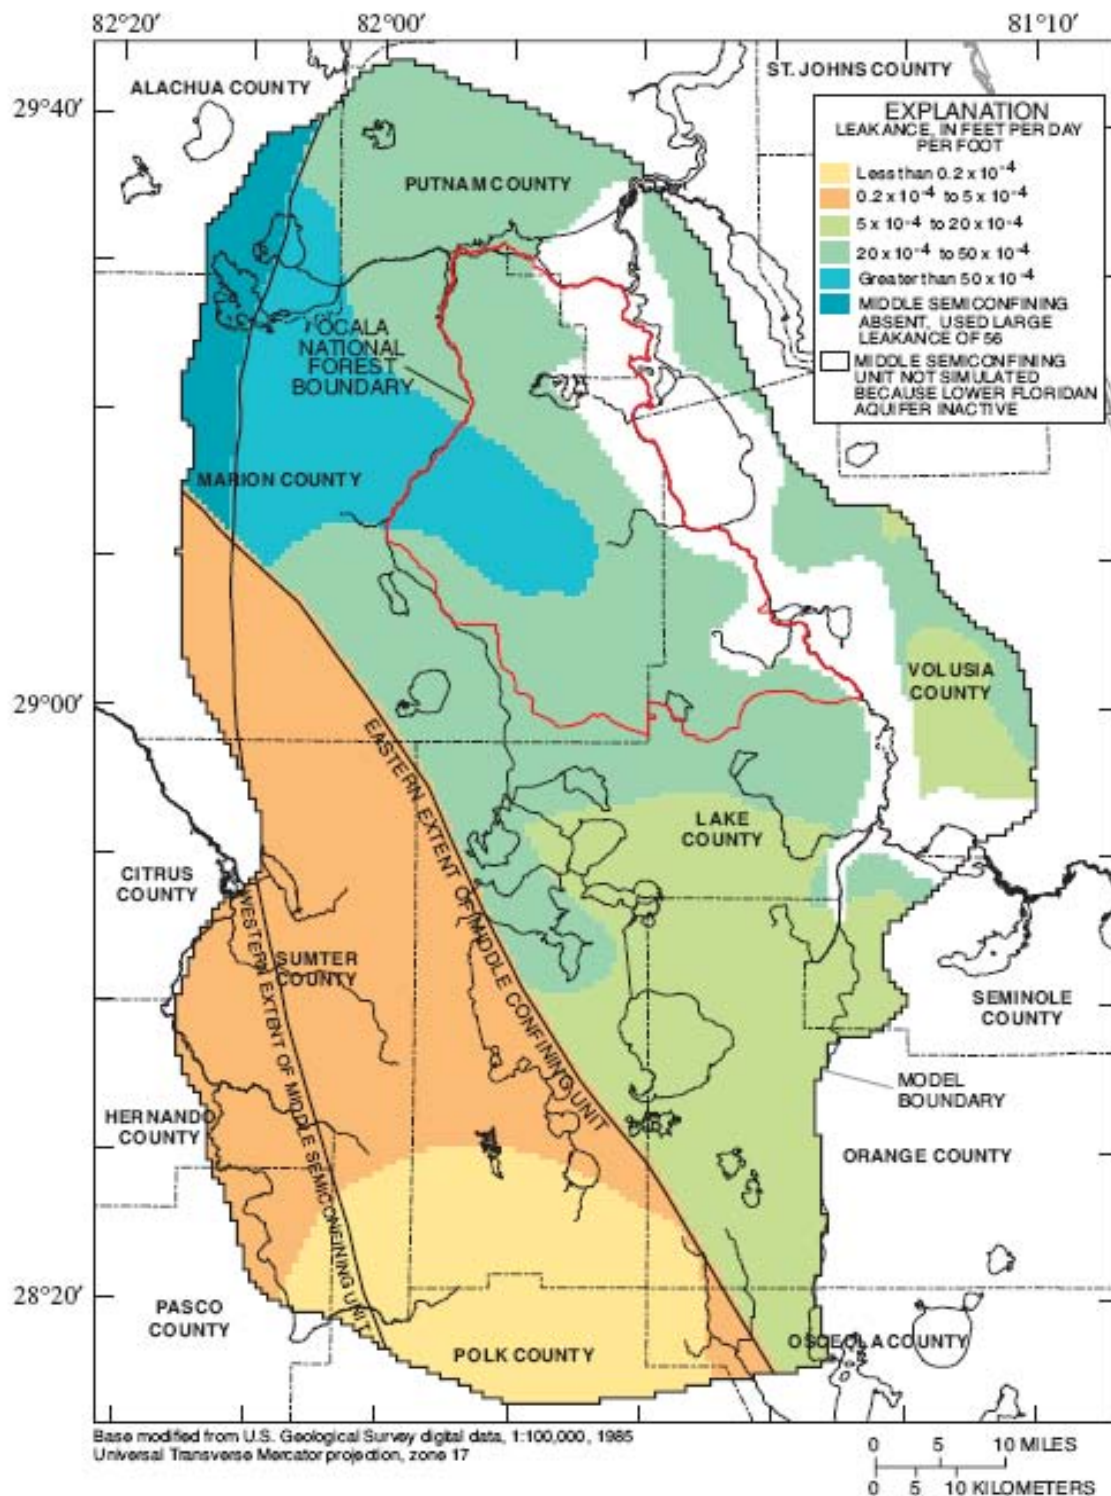 82°20′ 82°00′ 81°10′
ST. JOHNS COUNTY
ALACHUA COUNTY
29°40′
EXPLANATION
LEAKANCE, IN FEET PER DAY
PER FOOT
Less than 0.2 x 10⁻⁴
0.2 x 10⁻⁴ to 5 x 10⁻⁴
5 x 10⁻⁴ to 20 x 10⁻⁴
20 x 10⁻⁴ to 50 x 10⁻⁴
Greater than 50 x 10⁻⁴
MIDDLE SEMICONFINING
ABSENT, USED LARGE
LEAKANCE OF 56
MIDDLE SEMICONFINING
UNIT NOT SIMULATED
BECAUSE LOWER FLORIDAN
AQUIFER INACTIVE
PUTNAM COUNTY
OCALA
NATIONAL
FOREST
BOUNDARY
MARION COUNTY
VOLUSIA
COUNTY
29°00′
EASTERN EXTENT OF MIDDLE CONFINING UNIT
LAKE
COUNTY
CITRUS
COUNTY
WESTERN EXTENT OF MIDDLE SEMICONFINING UNIT
SUMTER
COUNTY
SEMINOLE
COUNTY
MODEL
BOUNDARY
HERNANDO
COUNTY
ORANGE COUNTY
28°20′
PASCO
COUNTY
POLK COUNTY
OSCEOLA COUNTY
Base modified from U.S. Geological Survey digital data, 1:100,000, 1985
Universal Transverse Mercator projection, zone 17
0 5 10 MILES
0 5 10 KILOMETERS